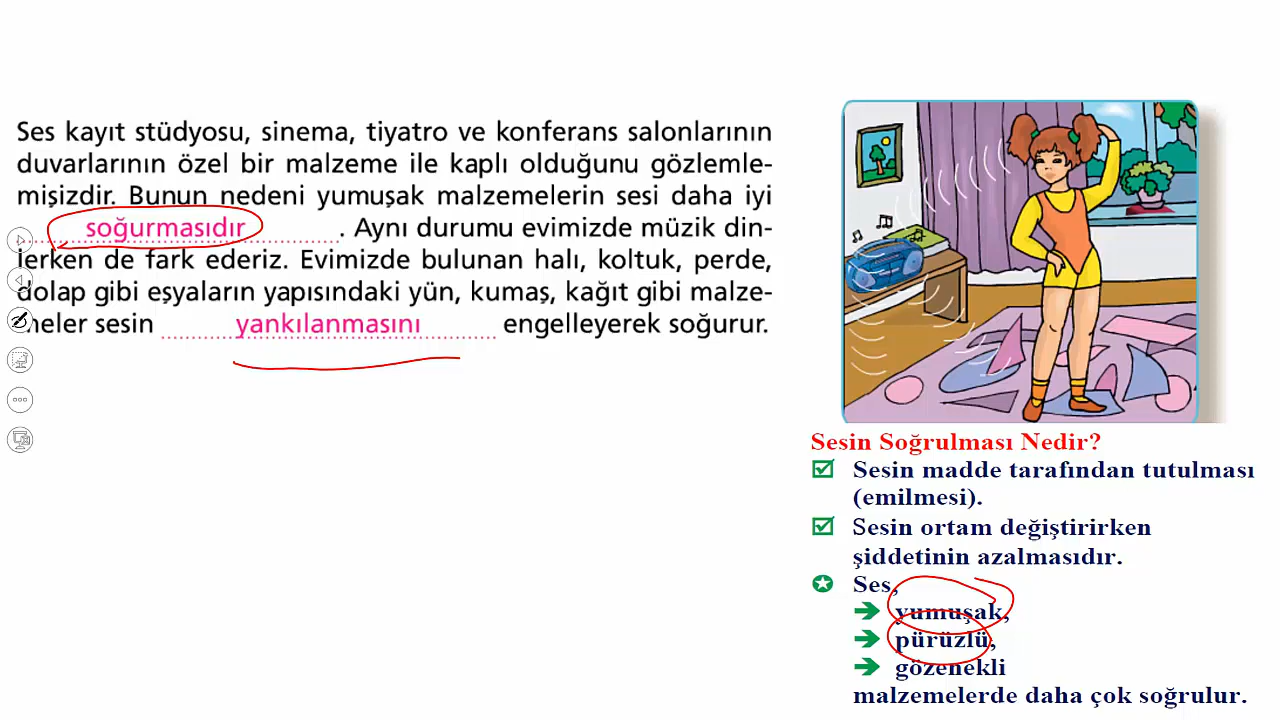 Ses kayıt stüdyosu, sinema, tiyatro ve konferans salonlarının
duvarlarının özel bir malzeme ile kaplı olduğunu gözlemle-
mişizdir. Bunun nedeni yumuşak malzemelerin sesi daha iyi
soğurmasıdır . Aynı durumu evimizde müzik din-
lerken de fark ederiz. Evimizde bulunan halı, koltuk, perde,
dolap gibi eşyaların yapısındaki yün, kumaş, kağıt gibi malze-
meler sesin yankılanmasını engelleyerek soğurur.
Sesin Soğrulması Nedir?
Sesin madde tarafından tutulması
(emilmesi).
Sesin ortam değiştirirken
şiddetinin azalmasıdır.
Ses,
yumuşak,
pürüzlü,
gözenekli
malzemelerde daha çok soğrulur.